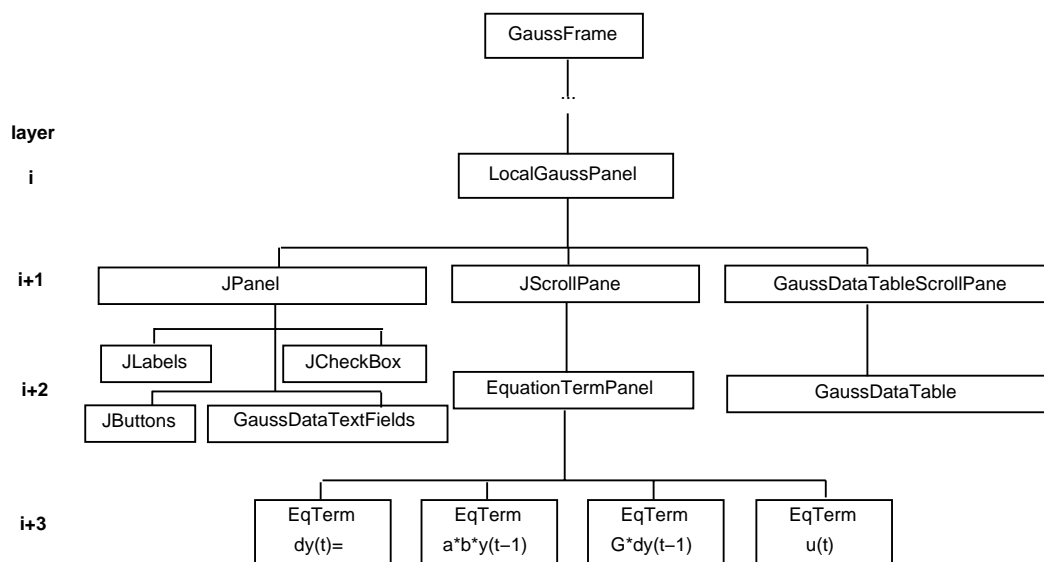 GaussFrame
...
layer
i
LocalGaussPanel
i+1
JPanel
JScrollPane
GaussDataTableScrollPane
JLabels
JCheckBox
i+2
EquationTermPanel
GaussDataTable
JButtons
GaussDataTextFields
i+3
EqTerm
dy(t)=
EqTerm
a*b*y(t−1)
EqTerm
G*dy(t−1)
EqTerm
u(t)